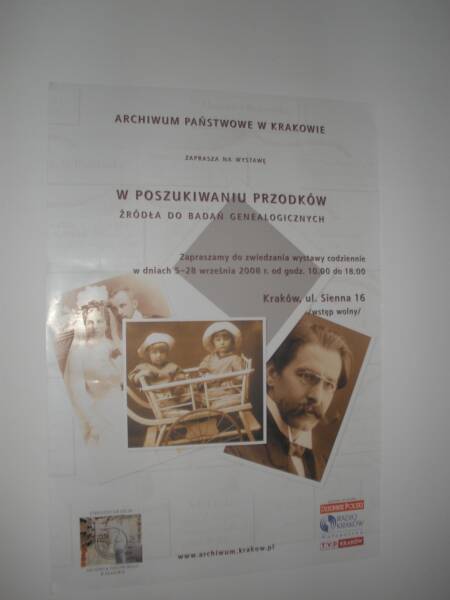 ARCHIWUM PAŃSTWOWE W KRAKOWIE
ZAPRASZA NA WYSTAWĘ
W POSZUKIWANIU PRZODKÓW
ŹRÓDŁA DO BADAŃ GENEALOGICZNYCH
Zapraszamy do zwiedzania wystawy codziennie
w dniach 5-28 września 2008 r. od godz. 10.00 do 18.00
Kraków, ul. Sienna 16
/wstęp wolny/
DZIENNIK POLSKI
RADIO
KRAKÓW
TVP KRAKÓW
www.archiwum.krakow.pl